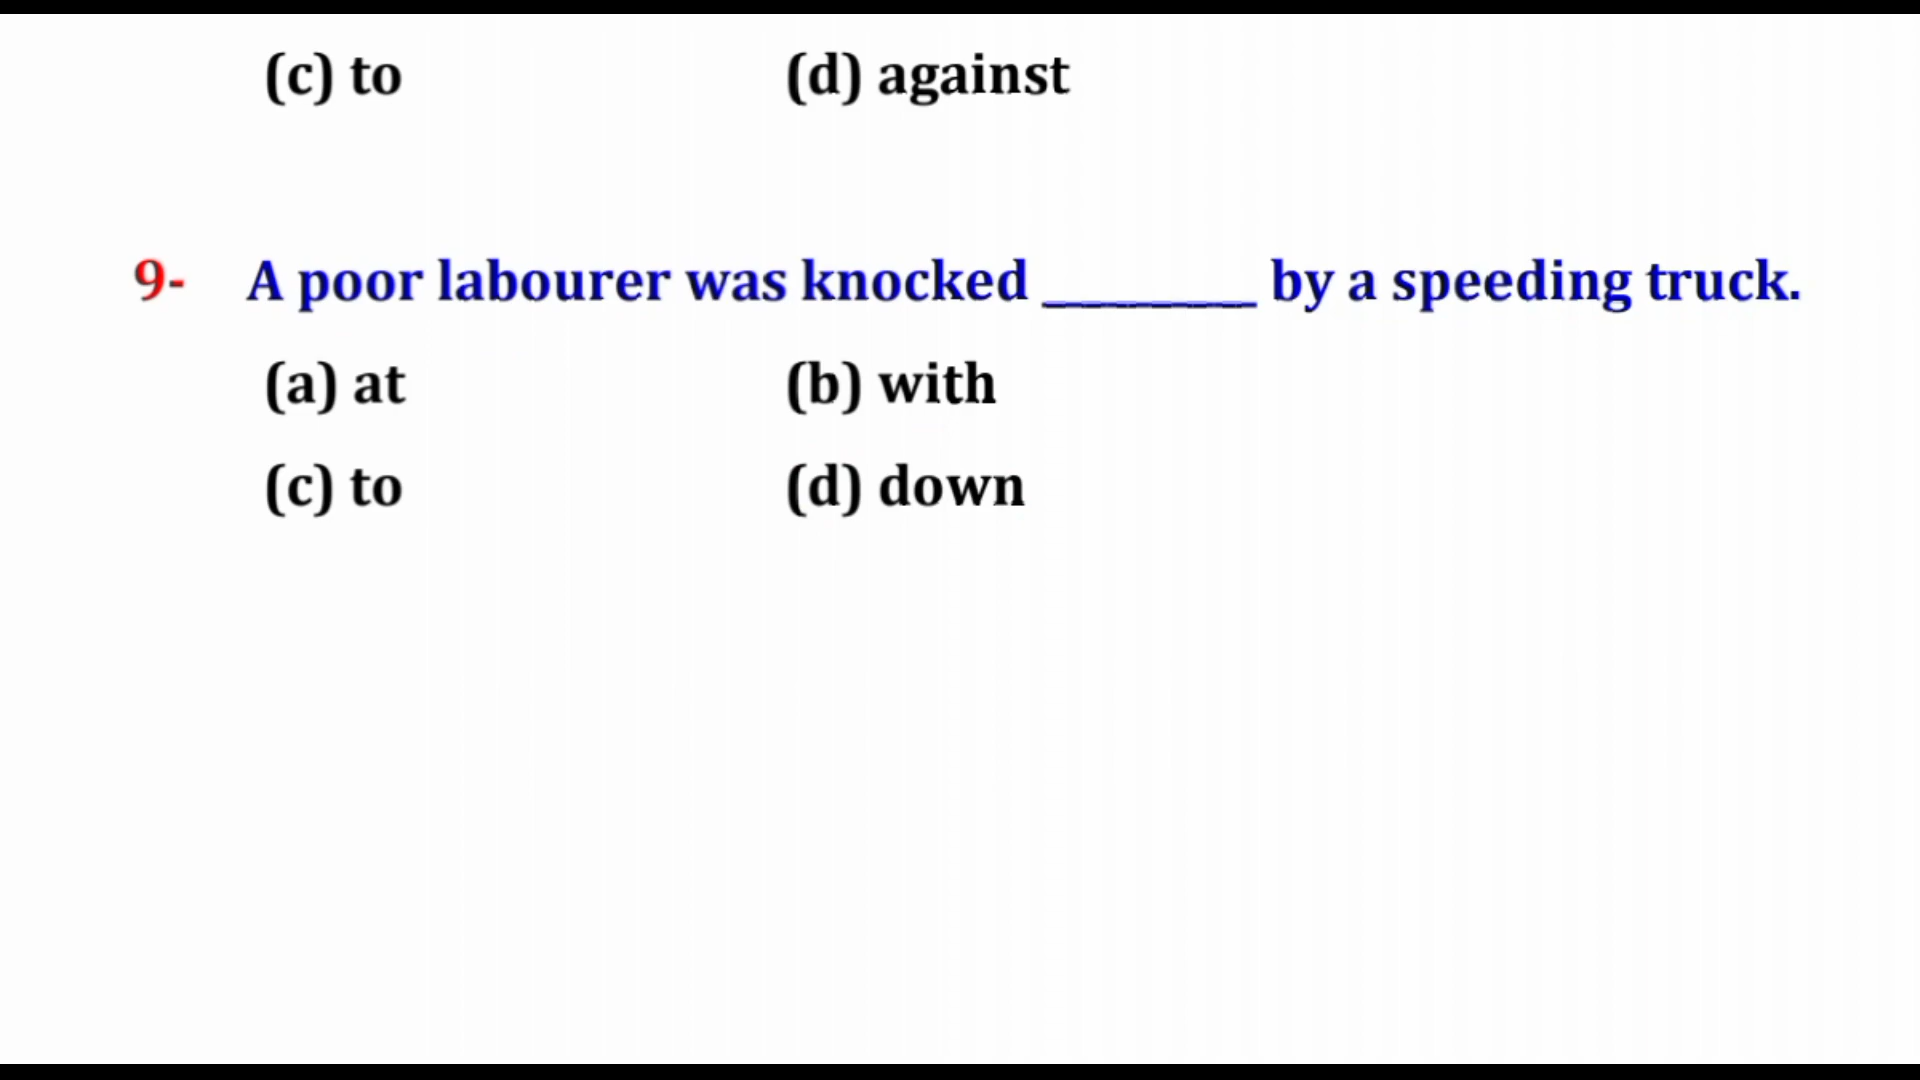 (c) to (d) against
9- A poor labourer was knocked ________ by a speeding truck.
(a) at (b) with
(c) to (d) down